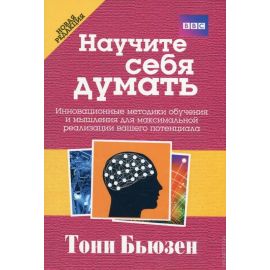 НОВАЯ
РЕДАКЦИЯ
BBC
Научите
себя
думать
Инновационные методики обучения
и мышления для максимальной
реализации вашего потенциала
Тони Бьюзен